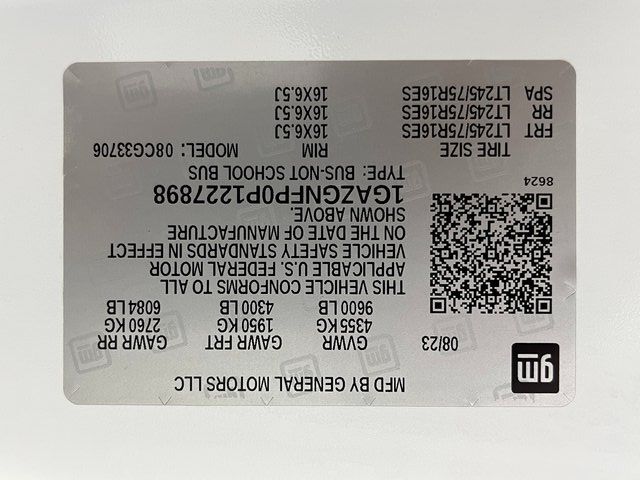 gm
MFD BY GENERAL MOTORS LLC
08/23
GVWR GAWR FRT GAWR RR
4355 KG 1950 KG 2760 KG
9600 LB 4300 LB 6084 LB
THIS VEHICLE CONFORMS TO ALL
APPLICABLE U.S. FEDERAL MOTOR
VEHICLE SAFETY STANDARDS IN EFFECT
ON THE DATE OF MANUFACTURE
SHOWN ABOVE.
1GAZGNFP0P1227898
TYPE: BUS-NOT SCHOOL BUS
8624
TIRE SIZE RIM MODEL: 08CG33706
FRT LT245/75R16ES 16X6.5J
RR LT245/75R16ES 16X6.5J
SPA LT245/75R16ES 16X6.5J